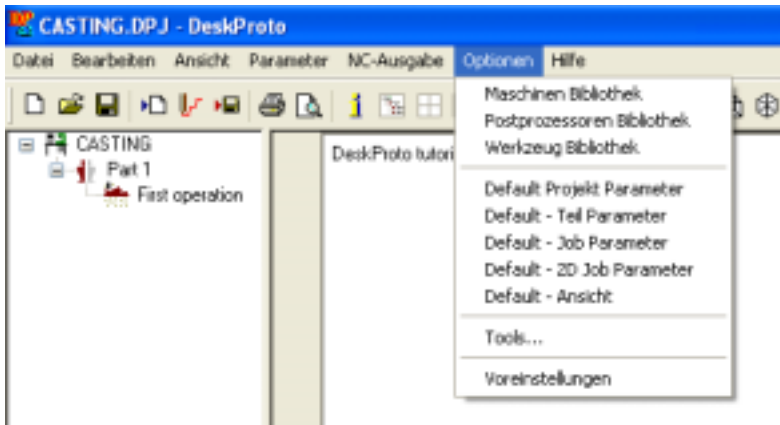 CASTING.DPJ - DeskProto
Datei Bearbeiten Ansicht Parameter NC-Ausgabe Optionen Hilfe
CASTING
Part 1
First operation
DeskProto tutori
Maschinen Bibliothek
Postprozessoren Bibliothek
Werkzeug Bibliothek
Default Projekt Parameter
Default - Teil Parameter
Default - Job Parameter
Default - 2D Job Parameter
Default - Ansicht
Tools...
Voreinstellungen